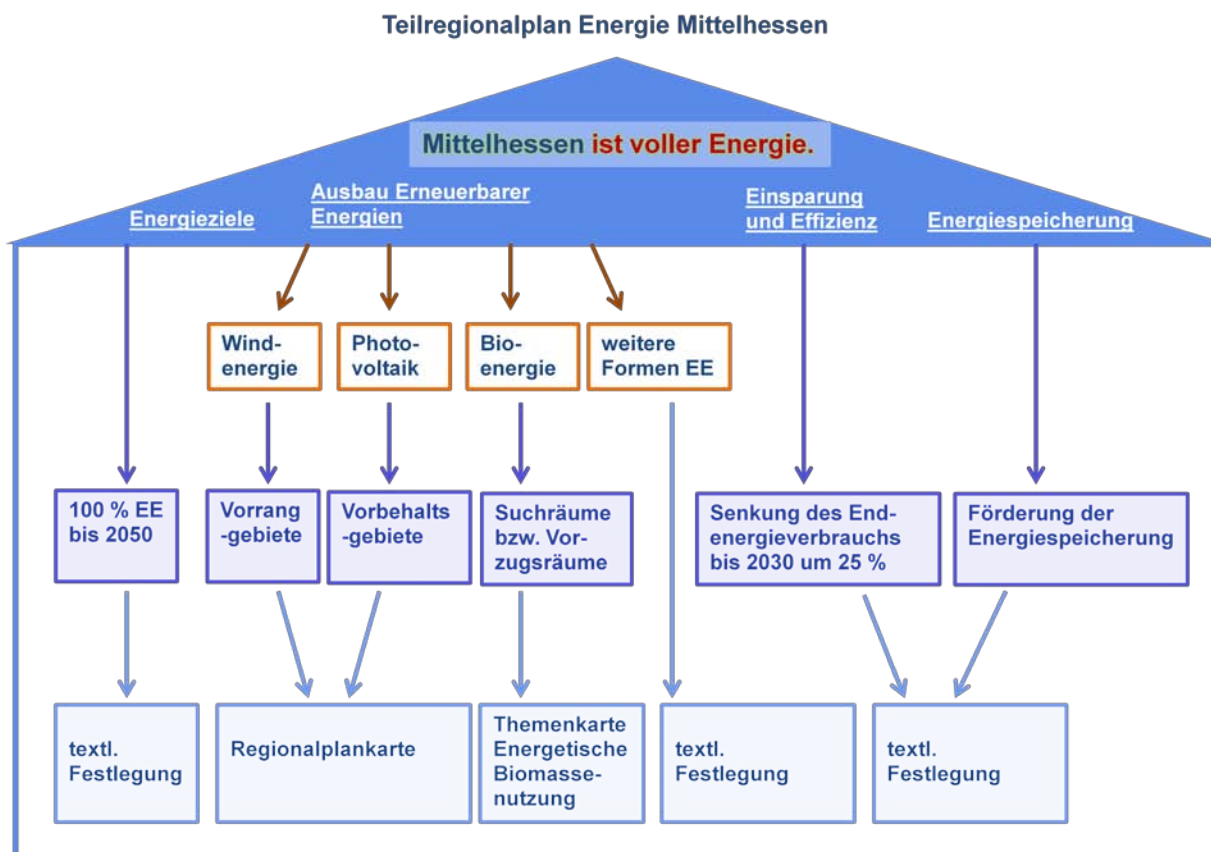 Teilregionalplan Energie Mittelhessen
Mittelhessen ist voller Energie.
Energieziele
Ausbau Erneuerbarer
Energien
Einsparung
und Effizienz
Energiespeicherung
Wind-
energie
Photo-
voltaik
Bio-
energie
weitere
Formen EE
100 % EE
bis 2050
Vorrang
-gebiete
Vorbehalts
-gebiete
Suchräume
bzw. Vor-
zugsräume
Senkung des End-
energieverbrauchs
bis 2030 um 25 %
Förderung der
Energiespeicherung
textl.
Festlegung
Regionalplankarte
Themenkarte
Energetische
Biomasse-
nutzung
textl.
Festlegung
textl.
Festlegung